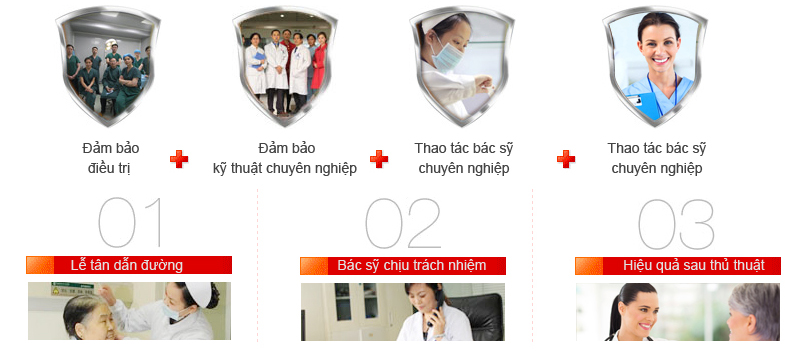 Đảm bảo
điều trị
Đảm bảo
kỹ thuật chuyên nghiệp
Thao tác bác sỹ
chuyên nghiệp
Thao tác bác sỹ
chuyên nghiệp
01
02
03
Lễ tân dẫn đường
Bác sỹ chịu trách nhiệm
Hiệu quả sau thủ thuật